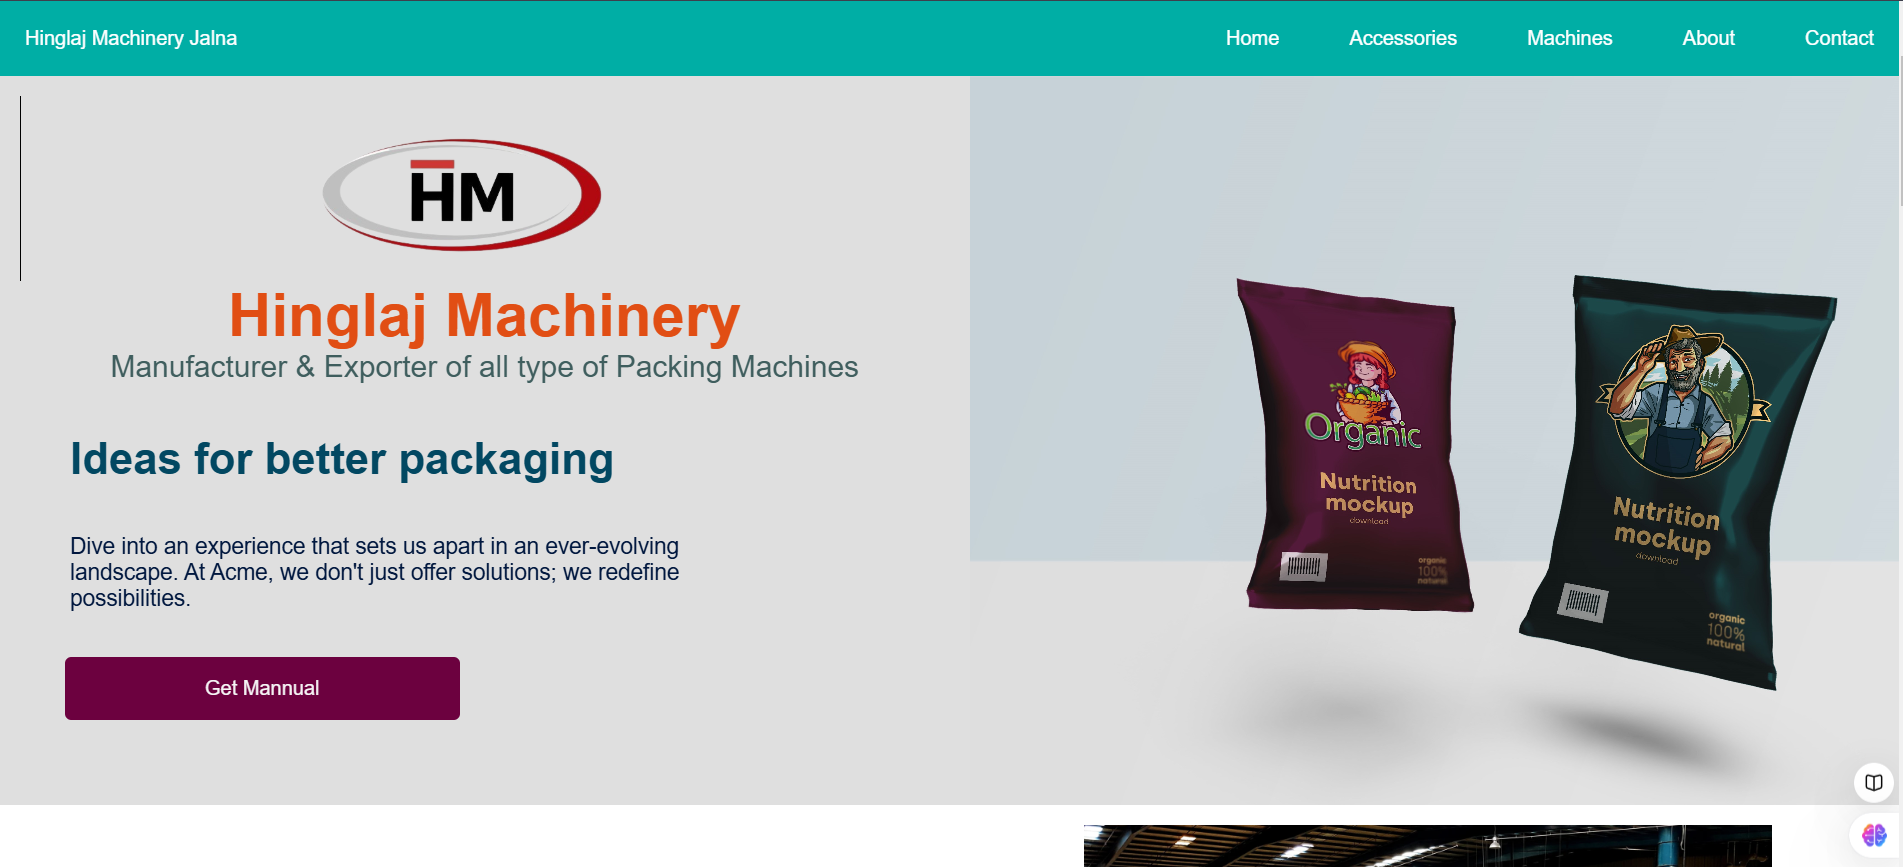 Hinglaj Machinery Jalna
Home Accessories Machines About Contact
HM
Hinglaj Machinery
Manufacturer & Exporter of all type of Packing Machines
Ideas for better packaging
Dive into an experience that sets us apart in an ever-evolving
landscape. At Acme, we don't just offer solutions; we redefine
possibilities.
Get Mannual
Organic
Nutrition
mockup
download
organic
100%
natural
Nutrition
mockup
download
organic
100%
natural